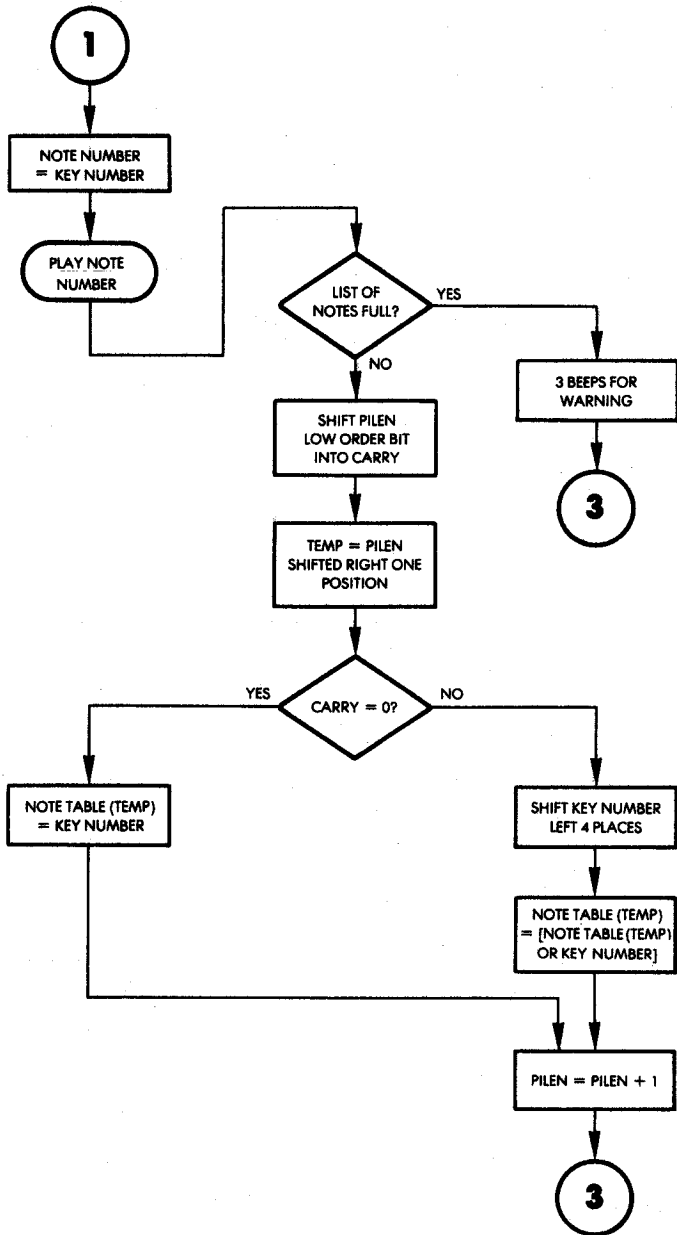 1
NOTE NUMBER
= KEY NUMBER
PLAY NOTE
NUMBER
LIST OF
NOTES FULL?
YES
NO
3 BEEPS FOR
WARNING
3
SHIFT PILEN
LOW ORDER BIT
INTO CARRY
TEMP = PILEN
SHIFTED RIGHT ONE
POSITION
CARRY = 0?
YES
NO
NOTE TABLE (TEMP)
= KEY NUMBER
SHIFT KEY NUMBER
LEFT 4 PLACES
NOTE TABLE (TEMP)
= [NOTE TABLE (TEMP)
OR KEY NUMBER]
PILEN = PILEN + 1
3